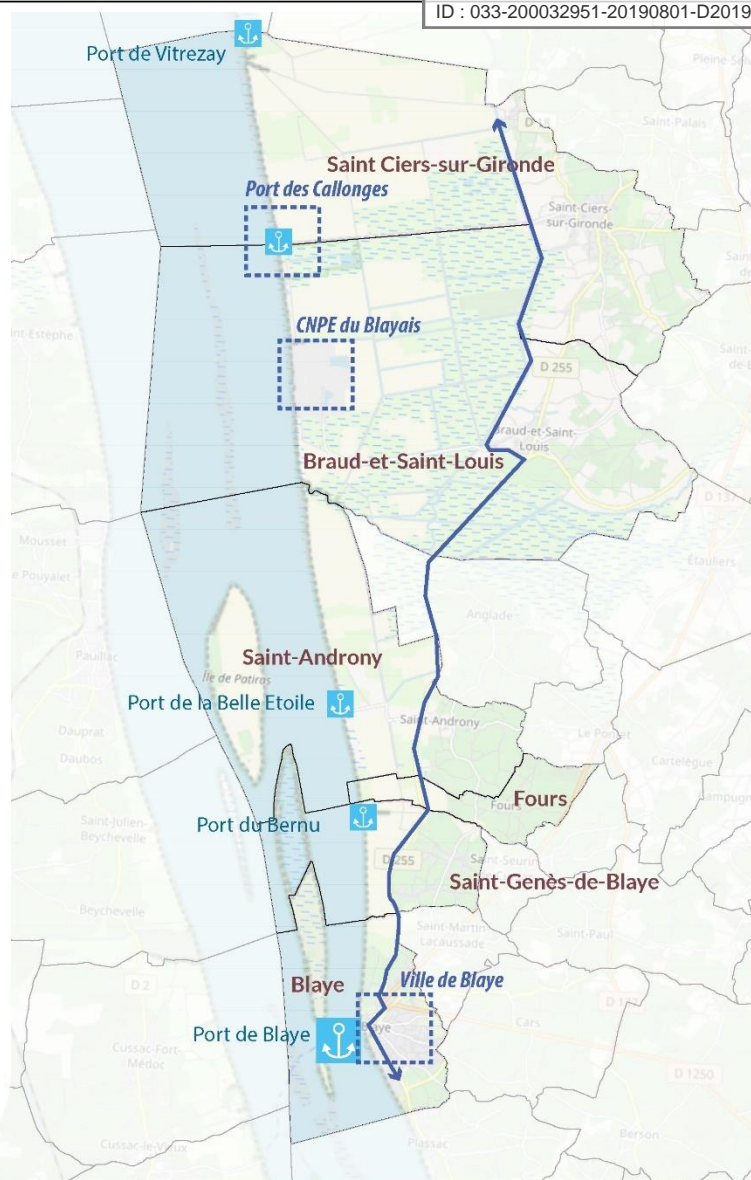 ID : 033-200032951-20190801-D2019
Port de Vitrezay
Saint-Palais
Saint Ciers-sur-Gironde
Port des Callonges
Saint-Ciers-
sur-Gironde
CNPE du Blayais
D 255
Braud-et-Saint-
Louis
Braud-et-Saint-Louis
D 137
Mousset
Étauliers
Anglade
Pauillac
Saint-Androny
Île de Patiras
Port de la Belle Etoile
Saint-Androny
Le Pontet
Dauprat
Daubos
Cartelègue
Fours
Fours
Port du Bernu
Saint-Julien-
Beychevelle
D 255
Saint-Seurin
Saint-Genès-de-Blaye
Beychevelle
Saint-Martin-
Lacaussade
Saint-Paul
Blaye
Ville de Blaye
D 2
Port de Blaye
Cars
Cussac-Fort-
Médoc
D 1250
Cussac-le-Vieux
Plassac
Berson